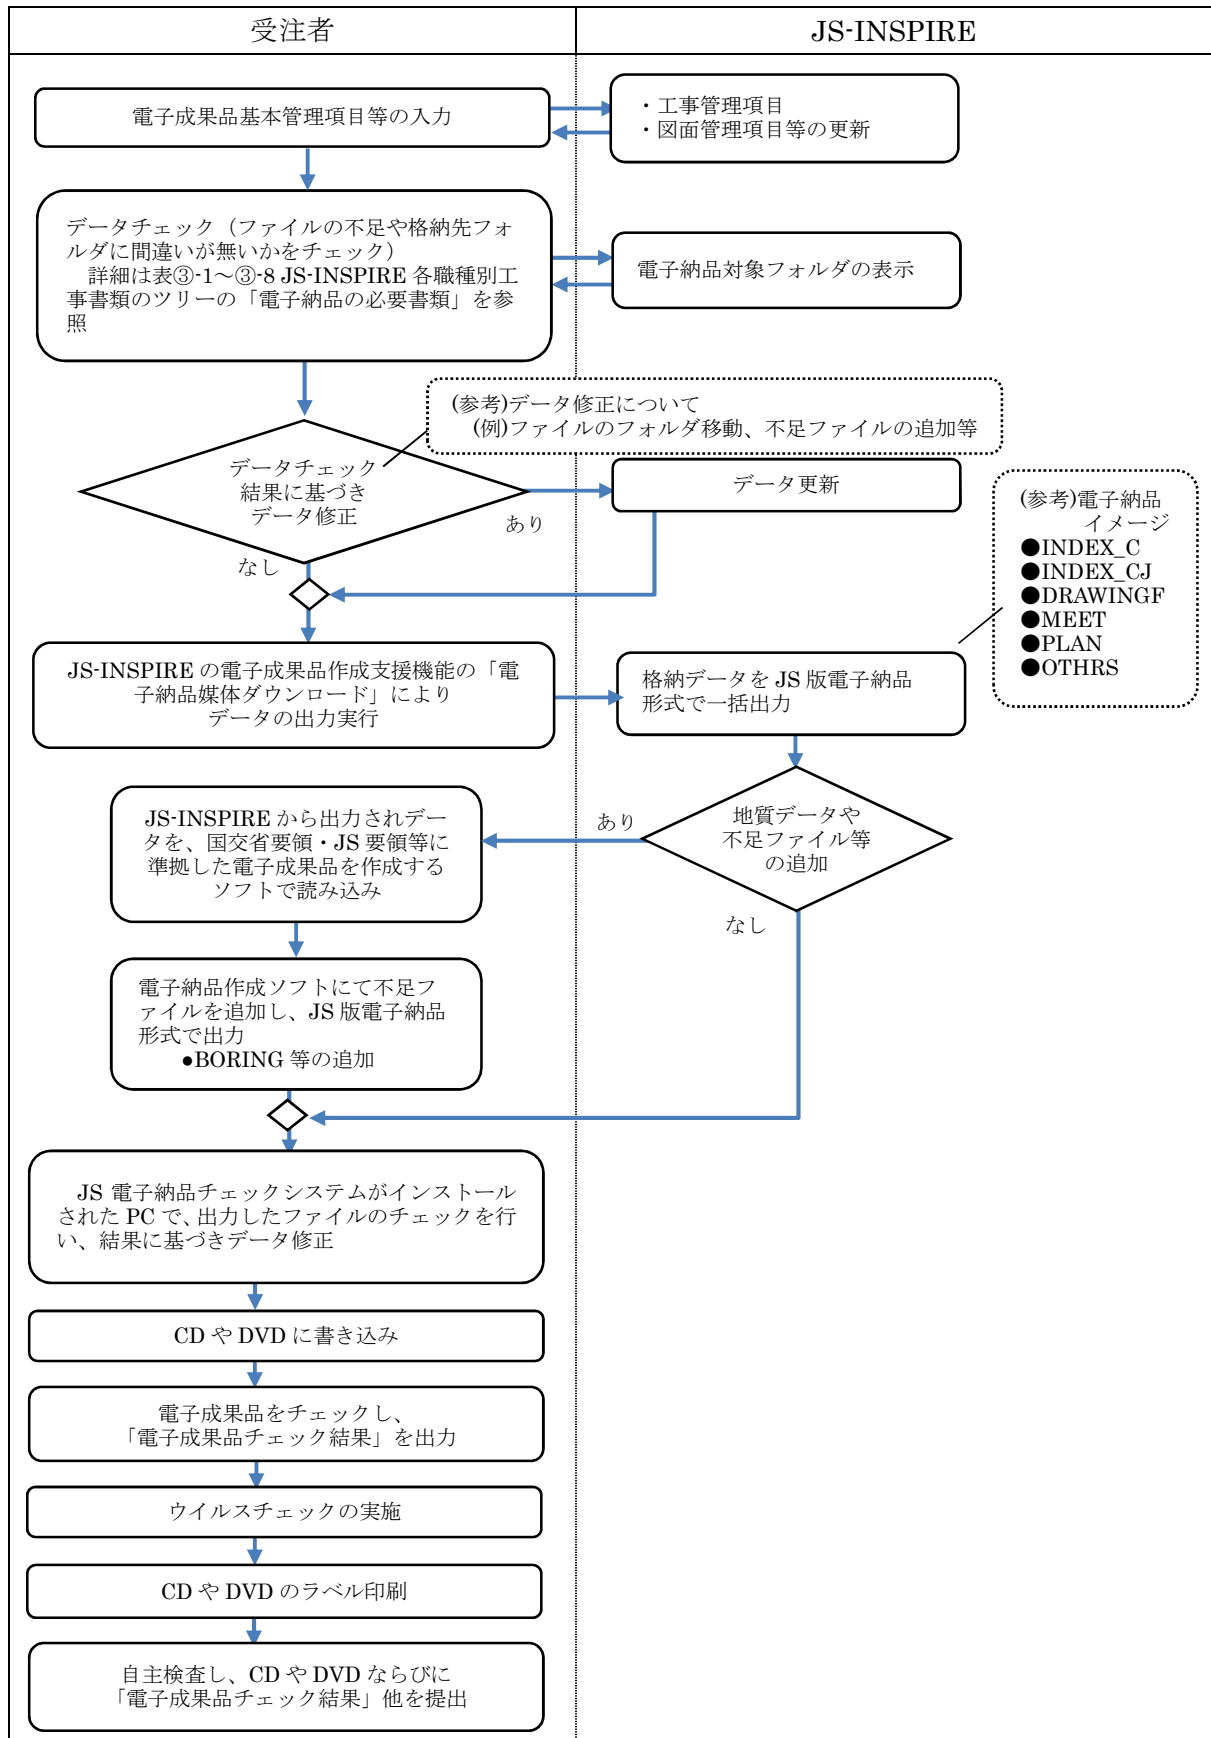 受注者
JS-INSPIRE
電子成果品基本管理項目等の入力
・工事管理項目
・図面管理項目等の更新
データチェック（ファイルの不足や格納先フォ
ルダに間違いが無いかをチェック）
詳細は表③-1～③-8 JS-INSPIRE 各職種別工
事書類のツリーの「電子納品の必要書類」を参
照
電子納品対象フォルダの表示
(参考)データ修正について
(例)ファイルのフォルダ移動、不足ファイルの追加等
データチェック
結果に基づき
データ修正
あり
なし
データ更新
(参考)電子納品
イメージ
●INDEX_C
●INDEX_CJ
●DRAWINGF
●MEET
●PLAN
●OTHRS
JS-INSPIRE の電子成果品作成支援機能の「電
子納品媒体ダウンロード」により
データの出力実行
格納データを JS 版電子納品
形式で一括出力
地質データや
不足ファイル等
の追加
あり
なし
JS-INSPIRE から出力されデー
タを、国交省要領・JS 要領等に
準拠した電子成果品を作成する
ソフトで読み込み
電子納品作成ソフトにて不足フ
ァイルを追加し、JS 版電子納品
形式で出力
●BORING 等の追加
JS 電子納品チェックシステムがインストール
された PC で、出力したファイルのチェックを行
い、結果に基づきデータ修正
CD や DVD に書き込み
電子成果品をチェックし、
「電子成果品チェック結果」を出力
ウイルスチェックの実施
CD や DVD のラベル印刷
自主検査し、CD や DVD ならびに
「電子成果品チェック結果」他を提出